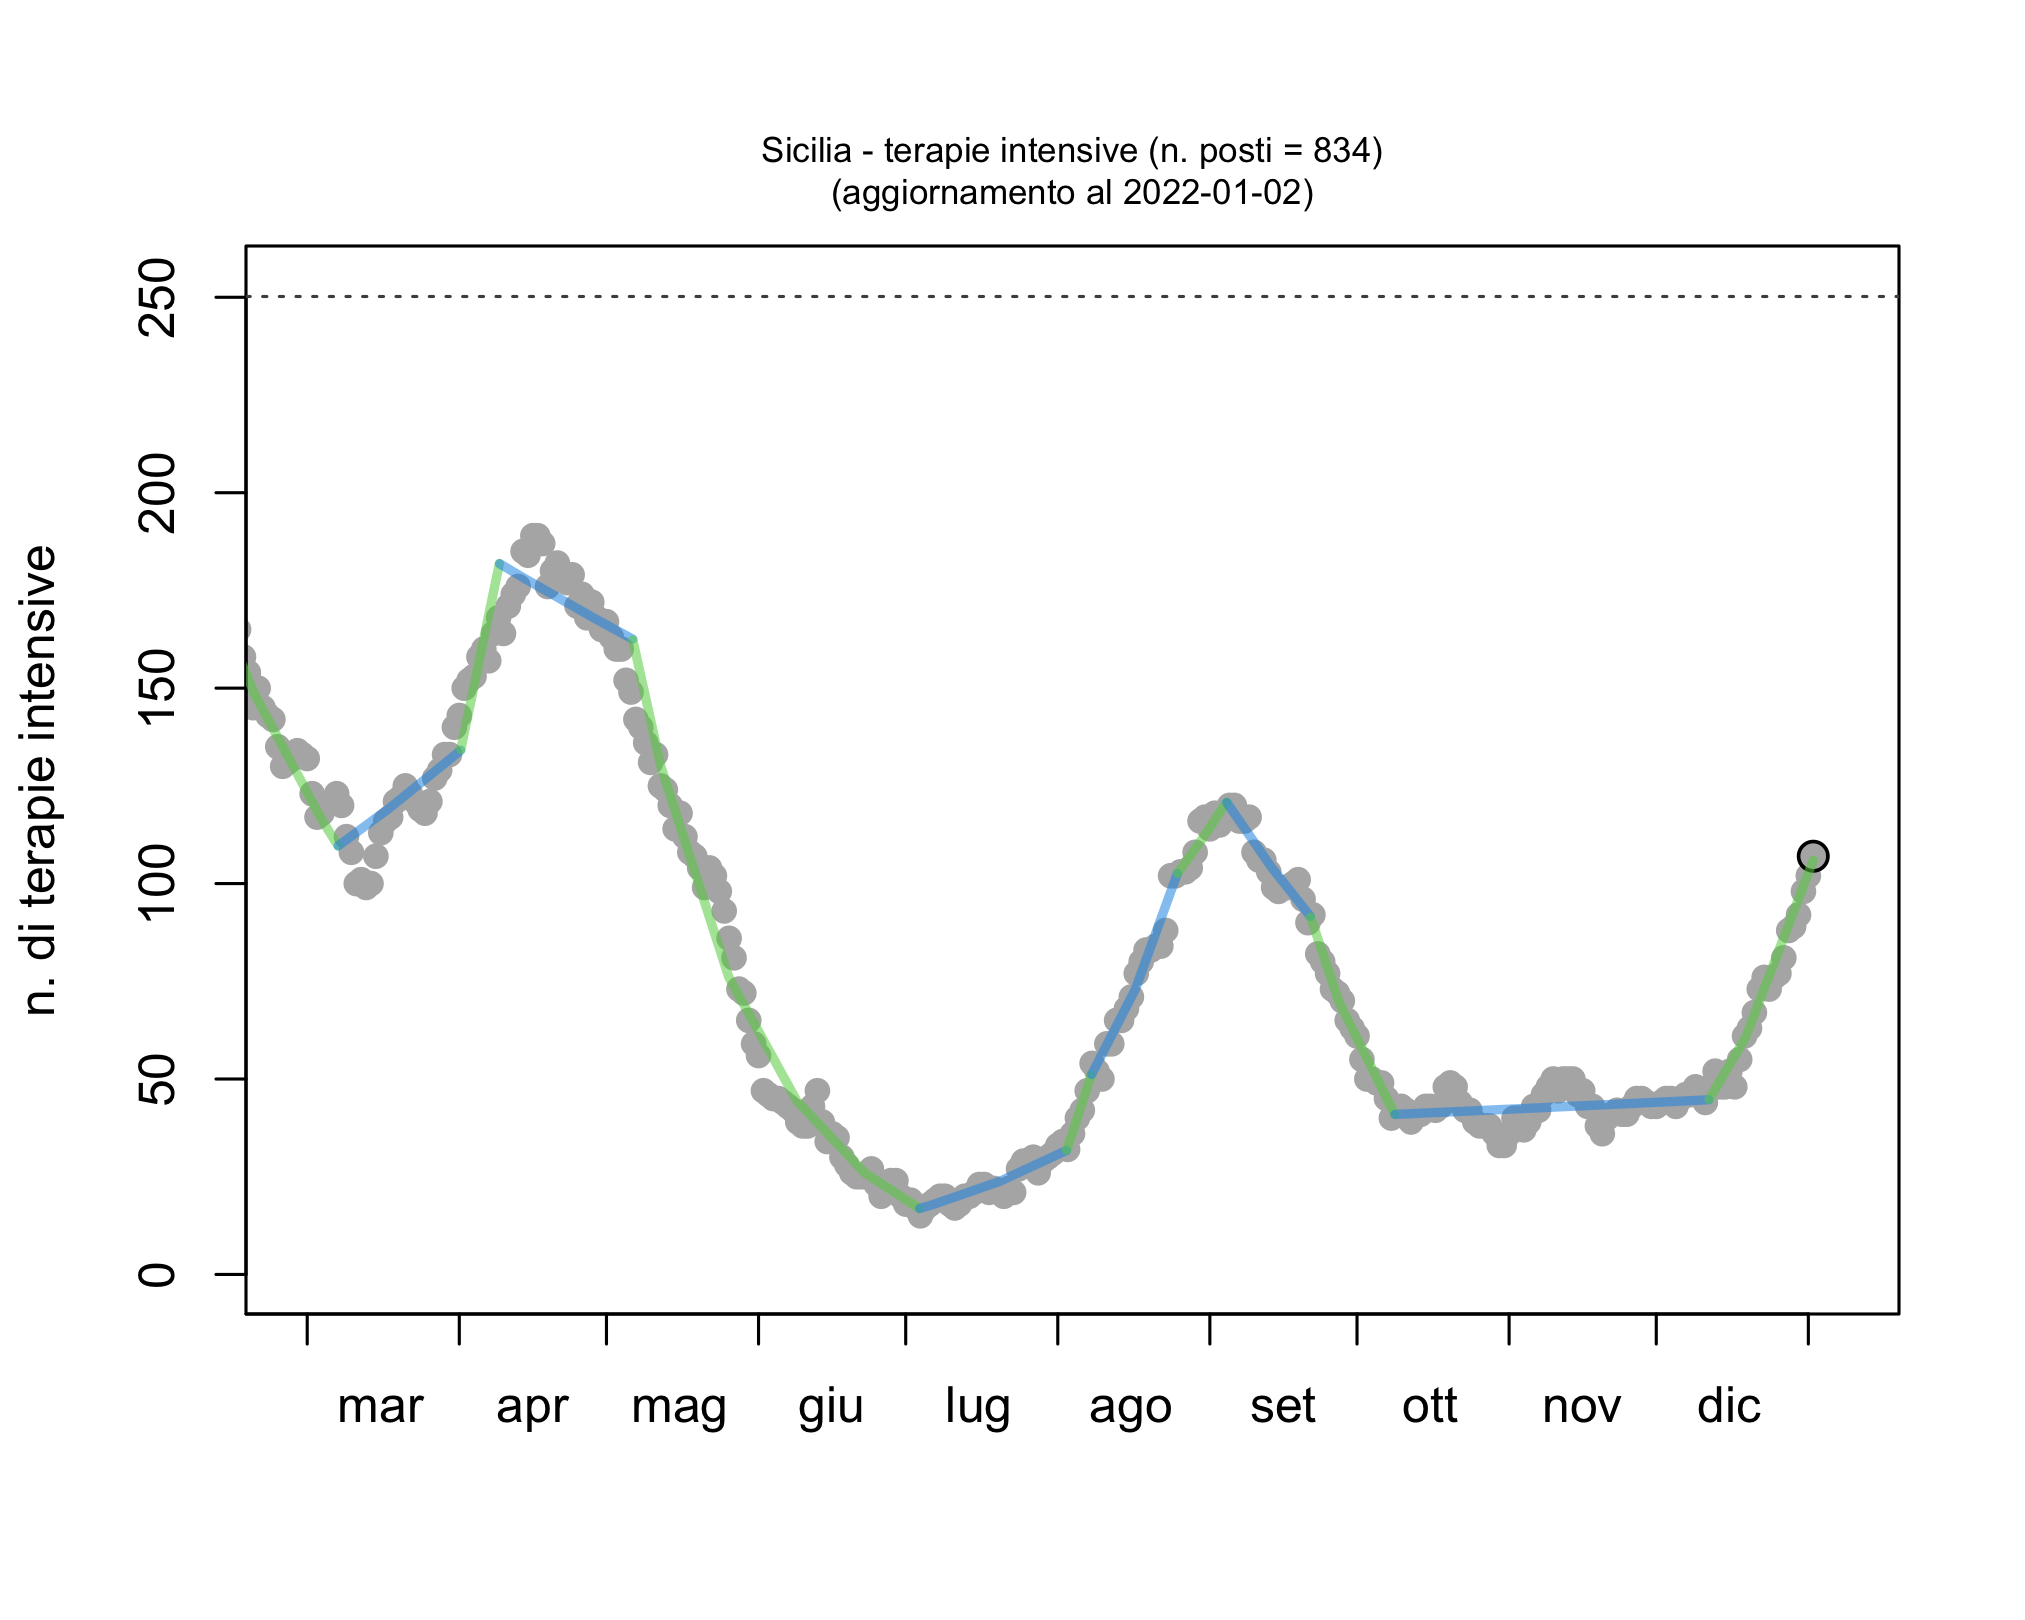 Sicilia - terapie intensive (n. posti = 834)
(aggiornamento al 2022-01-02)
n. di terapie intensive
250
200
150
100
50
0
mar apr mag giu lug ago set ott nov dic